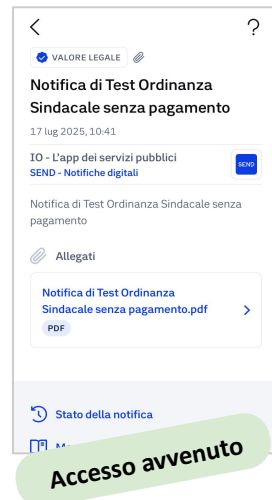 VALORE LEGALE
Notifica di Test Ordinanza
Sindacale senza pagamento
17 lug 2025, 10:41
IO - L'app dei servizi pubblici
SEND - Notifiche digitali
SEND
Notifica di Test Ordinanza Sindacale senza
pagamento
Allegati
Notifica di Test Ordinanza
Sindacale senza pagamento.pdf
PDF
Stato della notifica
Accesso avvenuto